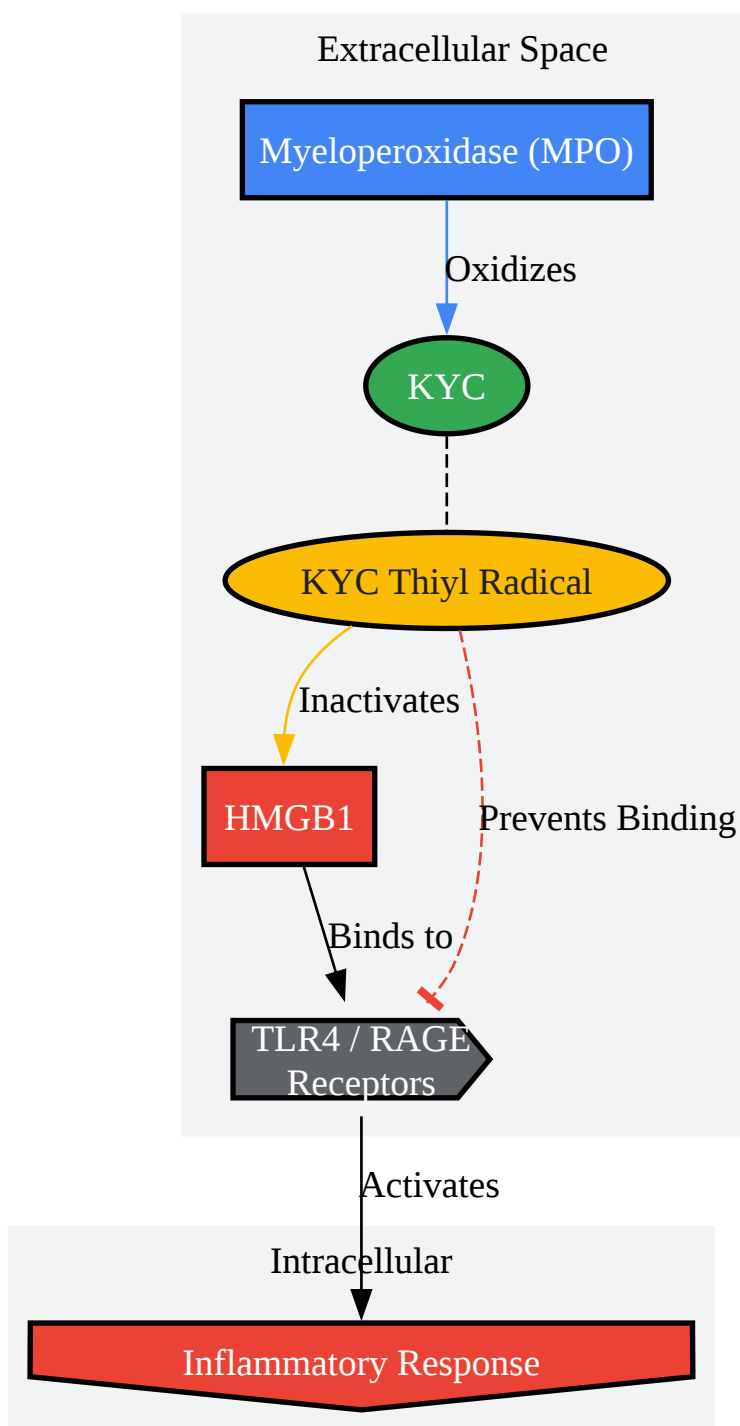 Extracellular Space
Myeloperoxidase (MPO)
Oxidizes
KYC
KYC Thiyl Radical
Inactivates
HMGB1
Prevents Binding
Binds to
TLR4 / RAGE
Receptors
Activates
Intracellular
Inflammatory Response